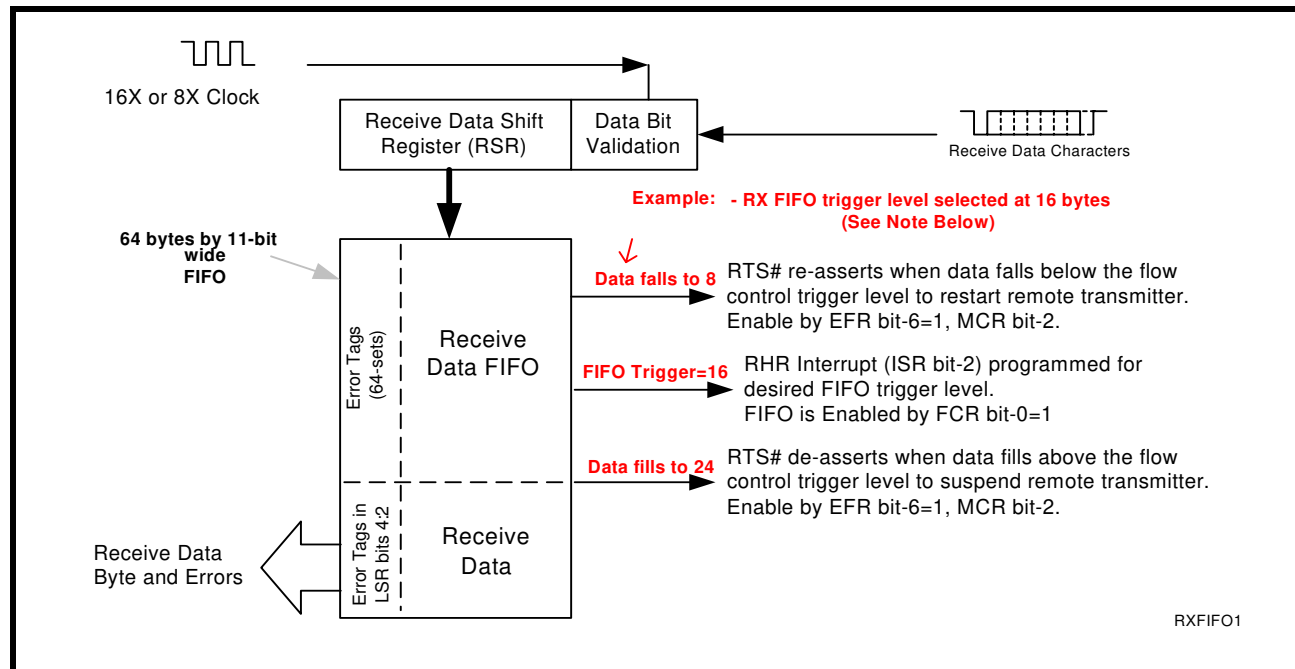 16X or 8X Clock
Receive Data Shift
Register (RSR)
Data Bit
Validation
Receive Data Characters
Example: - RX FIFO trigger level selected at 16 bytes
(See Note Below)
64 bytes by 11-bit
wide
FIFO
Data falls to 8
RTS# re-asserts when data falls below the flow
control trigger level to restart remote transmitter.
Enable by EFR bit-6=1, MCR bit-2.
Error Tags
(64-sets)
Receive
Data FIFO
FIFO Trigger=16
RHR Interrupt (ISR bit-2) programmed for
desired FIFO trigger level.
FIFO is Enabled by FCR bit-0=1
Data fills to 24
RTS# de-asserts when data fills above the flow
control trigger level to suspend remote transmitter.
Enable by EFR bit-6=1, MCR bit-2.
Error Tags in
LSR bits 4:2
Receive
Data
Receive Data
Byte and Errors
RXFIFO1